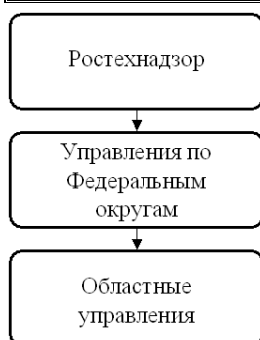 Ростехнадзор
Управления по
Федеральным
округам
Областные
управления